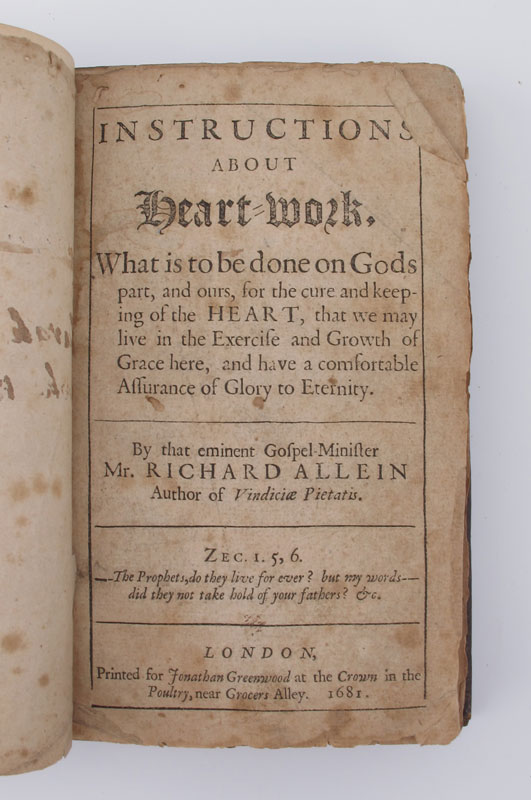 INSTRUCTIONS
ABOUT
Heart-work.
What is to be done on Gods
part, and ours, for the cure and keep-
ing of the HEART, that we may
live in the Exerciſe and Growth of
Grace here, and have a comfortable
Aſſurance of Glory to Eternity.
By that eminent Goſpel-Miniſter
Mr. RICHARD ALLEIN
Author of Vindiciæ Pietatis.
ZEC. 1. 5, 6.
—The Prophets, do they live for ever? but my words—
did they not take hold of your fathers? &c.
LONDON,
Printed for Jonathan Greenwood at the Crown in the
Poultry, near Grocers Alley. 1681.